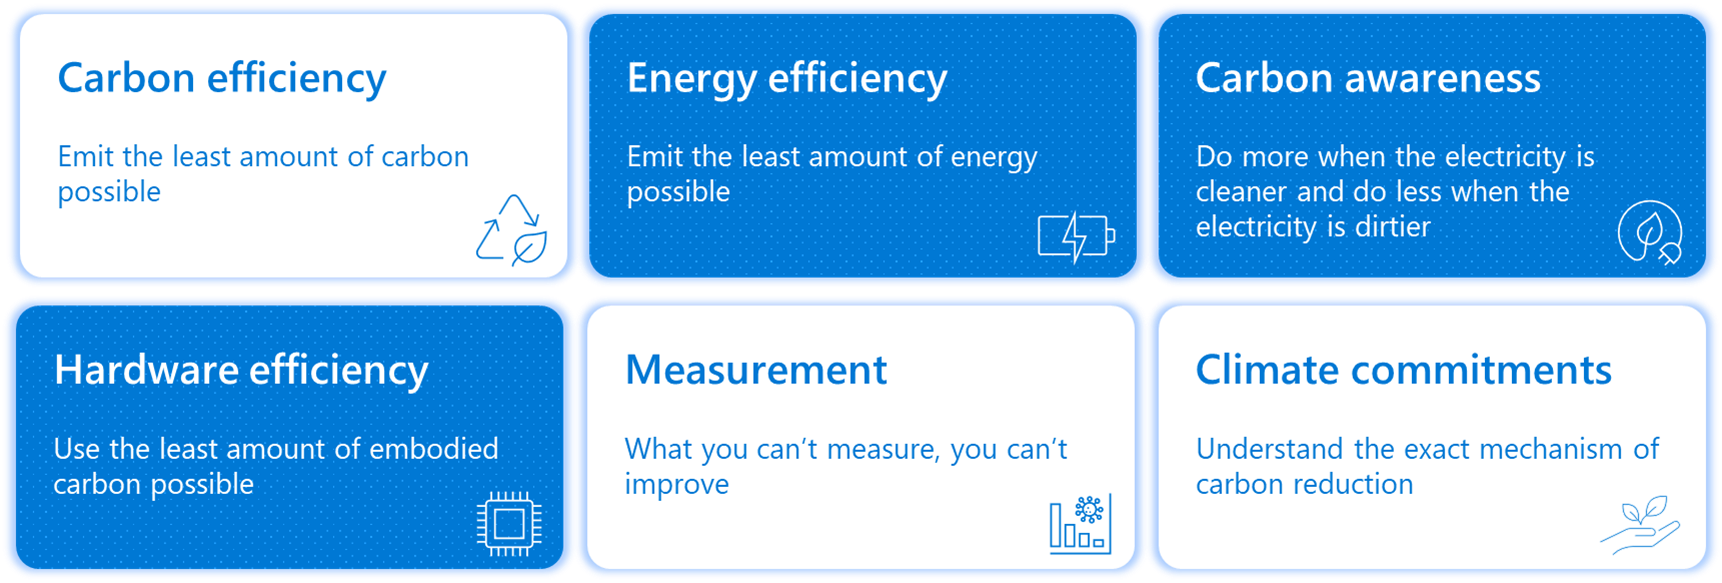 Carbon efficiency
Emit the least amount of carbon
possible
Energy efficiency
Emit the least amount of energy
possible
Carbon awareness
Do more when the electricity is
cleaner and do less when the
electricity is dirtier
Hardware efficiency
Use the least amount of embodied
carbon possible
Measurement
What you can’t measure, you can’t
improve
Climate commitments
Understand the exact mechanism of
carbon reduction